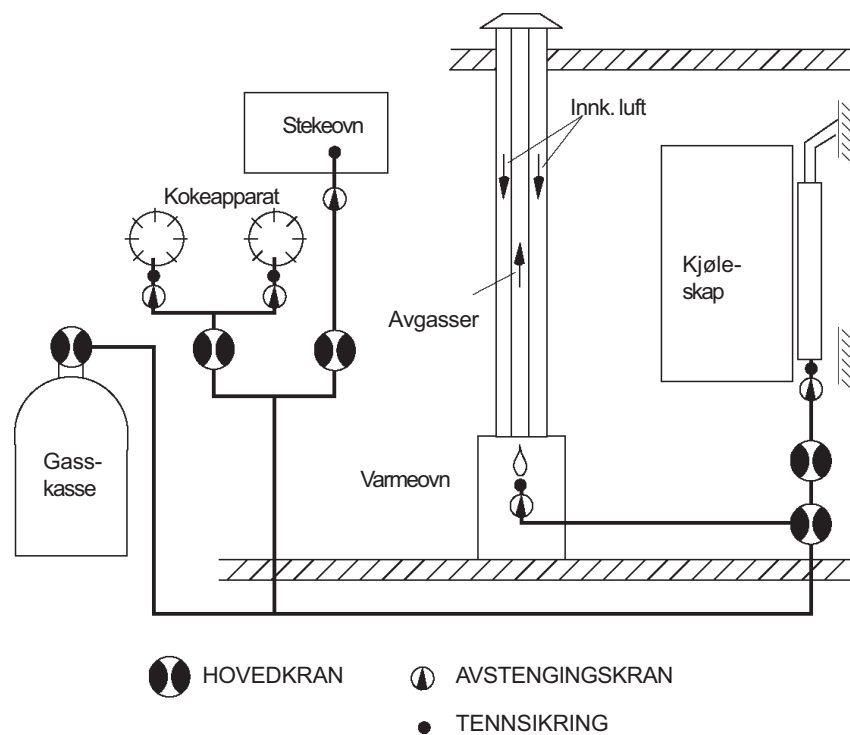 Innk. luft
Stekeovn
Kokeapparat
Kjøle-
skap
Avgasser
Gass-
kasse
Varmeovn
HOVEDKRAN
AVSTENGINGSKRAN
TENNSIKRING